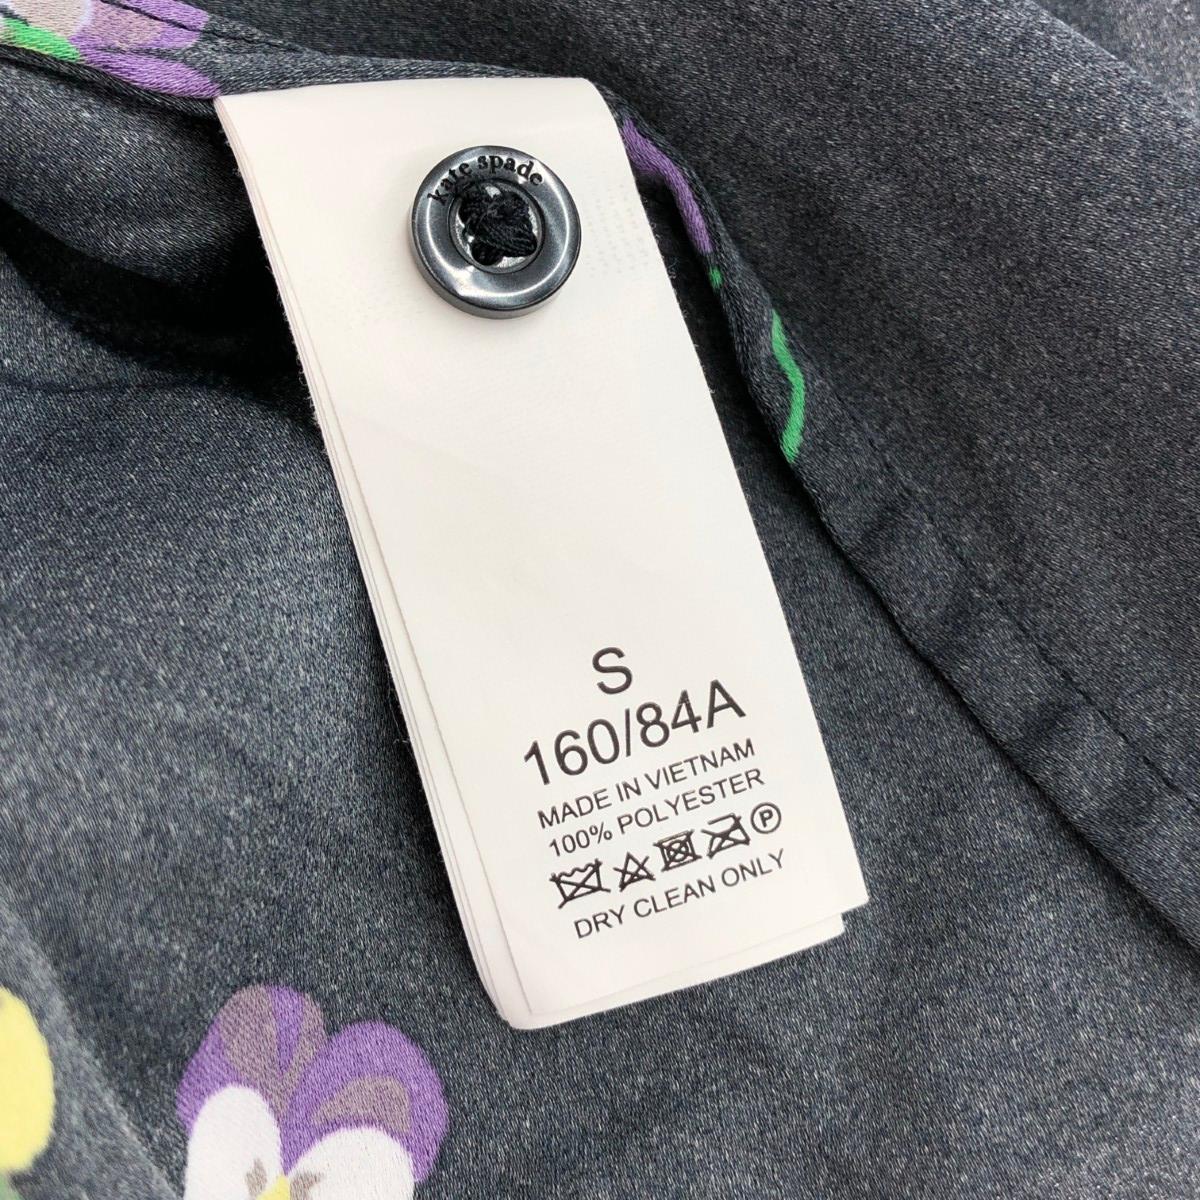 kate spade
S
160/84A
MADE IN VIETNAM
100% POLYESTER
P
DRY CLEAN ONLY